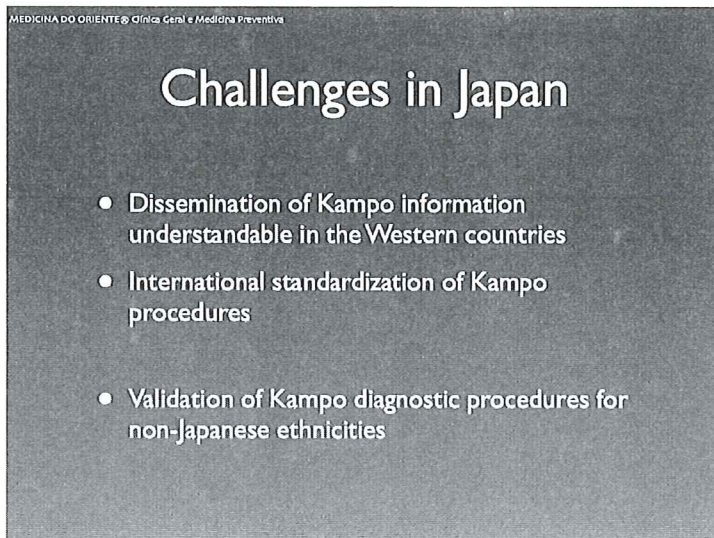 MEDICINA DO ORIENTE® Clínica Geral e Medicina Preventiva
Challenges in Japan
• Dissemination of Kampo information
understandable in the Western countries
• International standardization of Kampo
procedures
• Validation of Kampo diagnostic procedures for
non-Japanese ethnicities